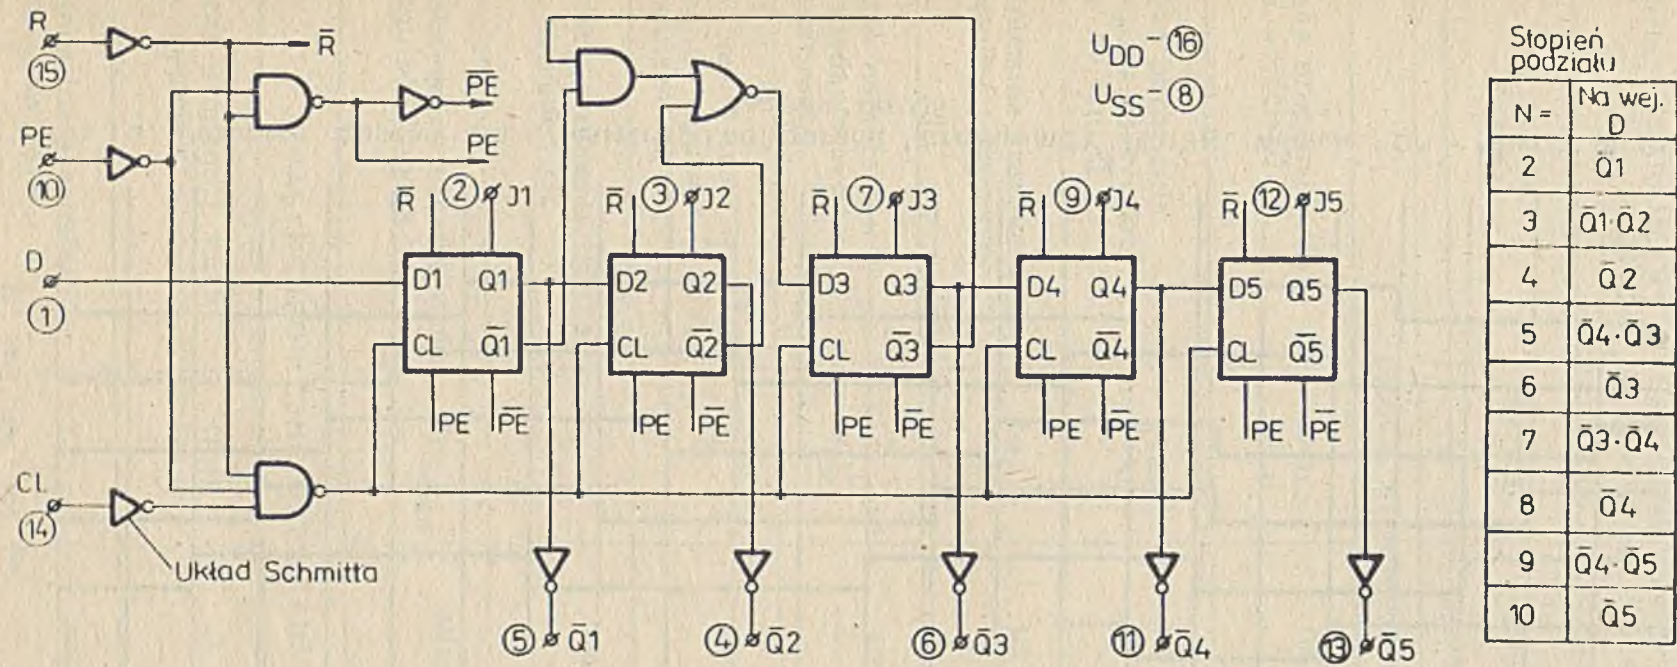 R
⑮
R̅
PE
⑩
P̅E̅
PE
D
①
CL
⑭
Układ Schmitta
R̅ ② J1
R̅ ③ J2
R̅ ⑦ J3
R̅ ⑨ J4
R̅ ⑫ J5
D1 Q1
CL Q̅1̅
D2 Q2
CL Q̅2̅
D3 Q3
CL Q̅3̅
D4 Q4
CL Q̅4̅
D5 Q5
CL Q̅5̅
PE P̅E̅
PE P̅E̅
PE P̅E̅
PE P̅E̅
PE P̅E̅
⑤ Q̅1
④ Q̅2
⑥ Q̅3
⑪ Q̅4
⑬ Q̅5
UDD - ⑯
USS - ⑧
Stopień
podziału
N = Na wej. D
2 Q̅1
3 Q̅1·Q̅2
4 Q̅2
5 Q̅4·Q̅3
6 Q̅3
7 Q̅3·Q̅4
8 Q̅4
9 Q̅4·Q̅5
10 Q̅5